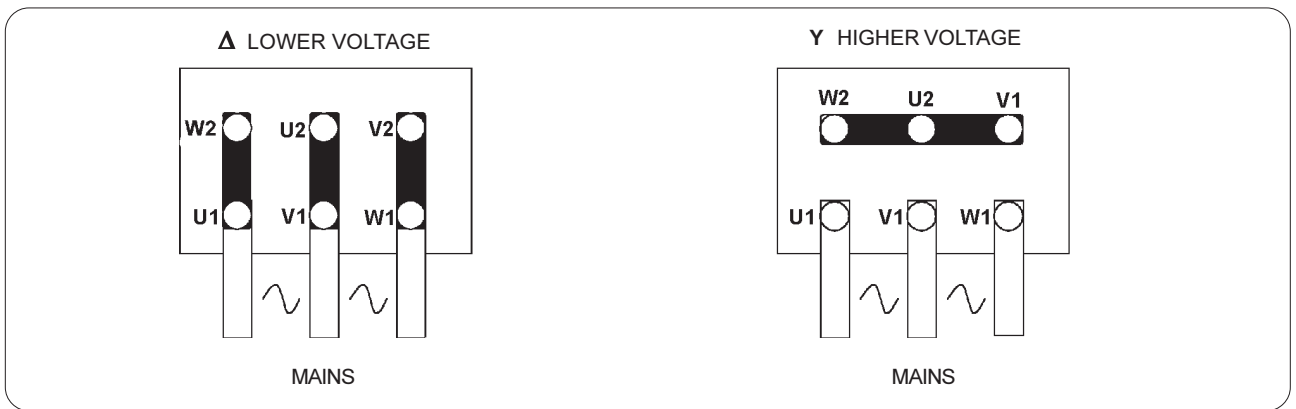 Δ LOWER VOLTAGE
W2 U2 V2
U1 V1 W1
MAINS
Y HIGHER VOLTAGE
W2 U2 V1
U1 V1 W1
MAINS